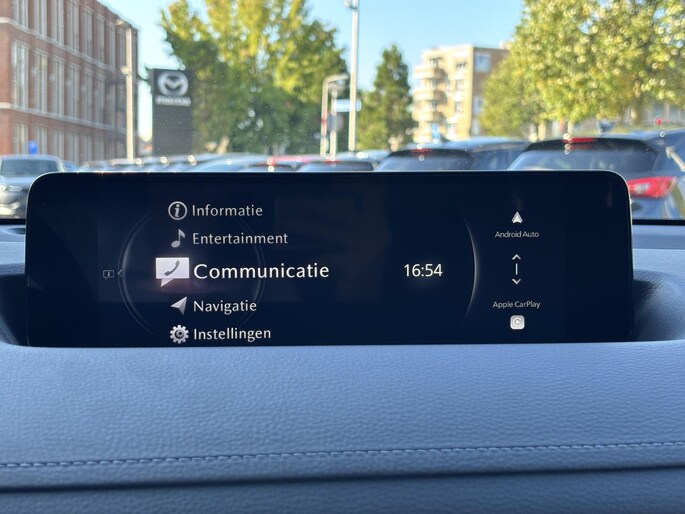 mazda
Informatie
Entertainment
Communicatie
16:54
Navigatie
Instellingen
Android Auto
Apple CarPlay